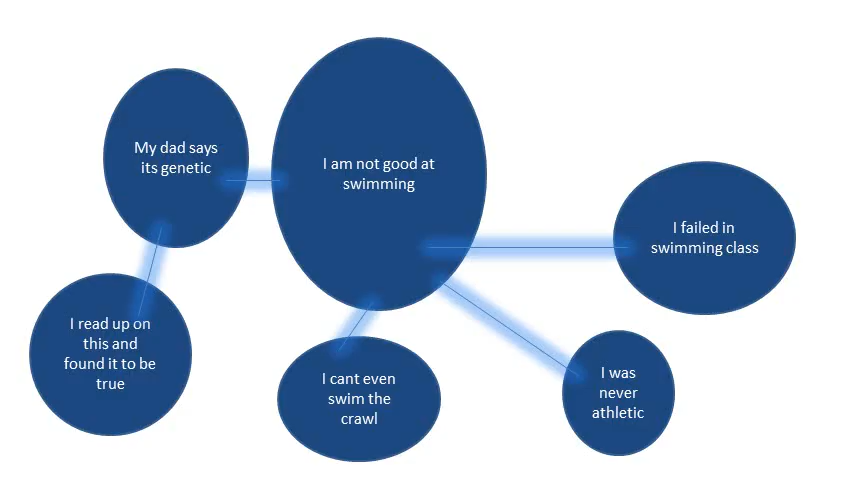 My dad says
its genetic
I am not good at
swimming
I failed in
swimming class
I read up on
this and
found it to be
true
I cant even
swim the
crawl
I was
never
athletic